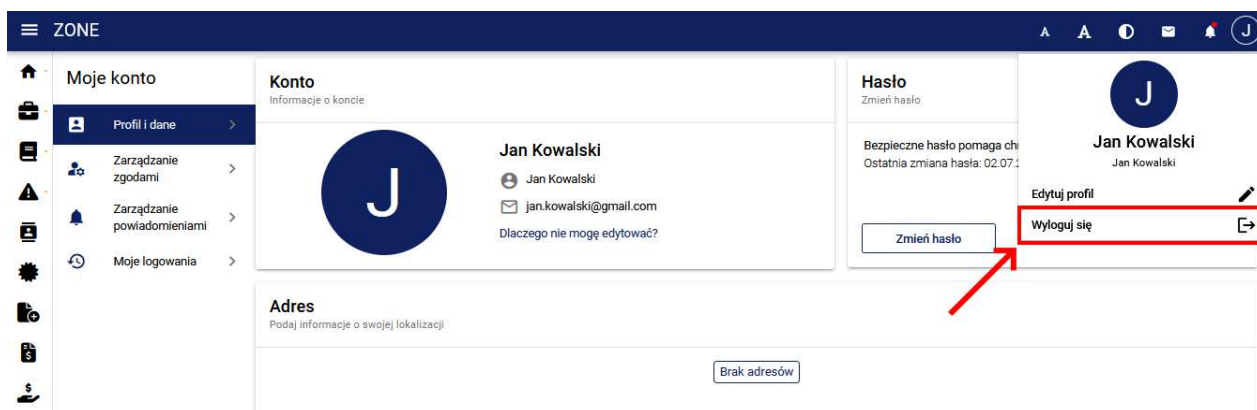 ZONE
A A J
Moje konto
Profil i dane
Zarządzanie
zgodami
Zarządzanie
powiadomieniami
Moje logowania
Konto
Informacje o koncie
J
Jan Kowalski
Jan Kowalski
jan.kowalski@gmail.com
Dlaczego nie mogę edytować?
Hasło
Zmień hasło
Bezpieczne hasło pomaga
Ostatnia zmiana hasła: 02.07.
Zmień hasło
J
Jan Kowalski
Jan Kowalski
Edytuj profil
Wyloguj się
Adres
Podaj informacje o swojej lokalizacji
Brak adresów